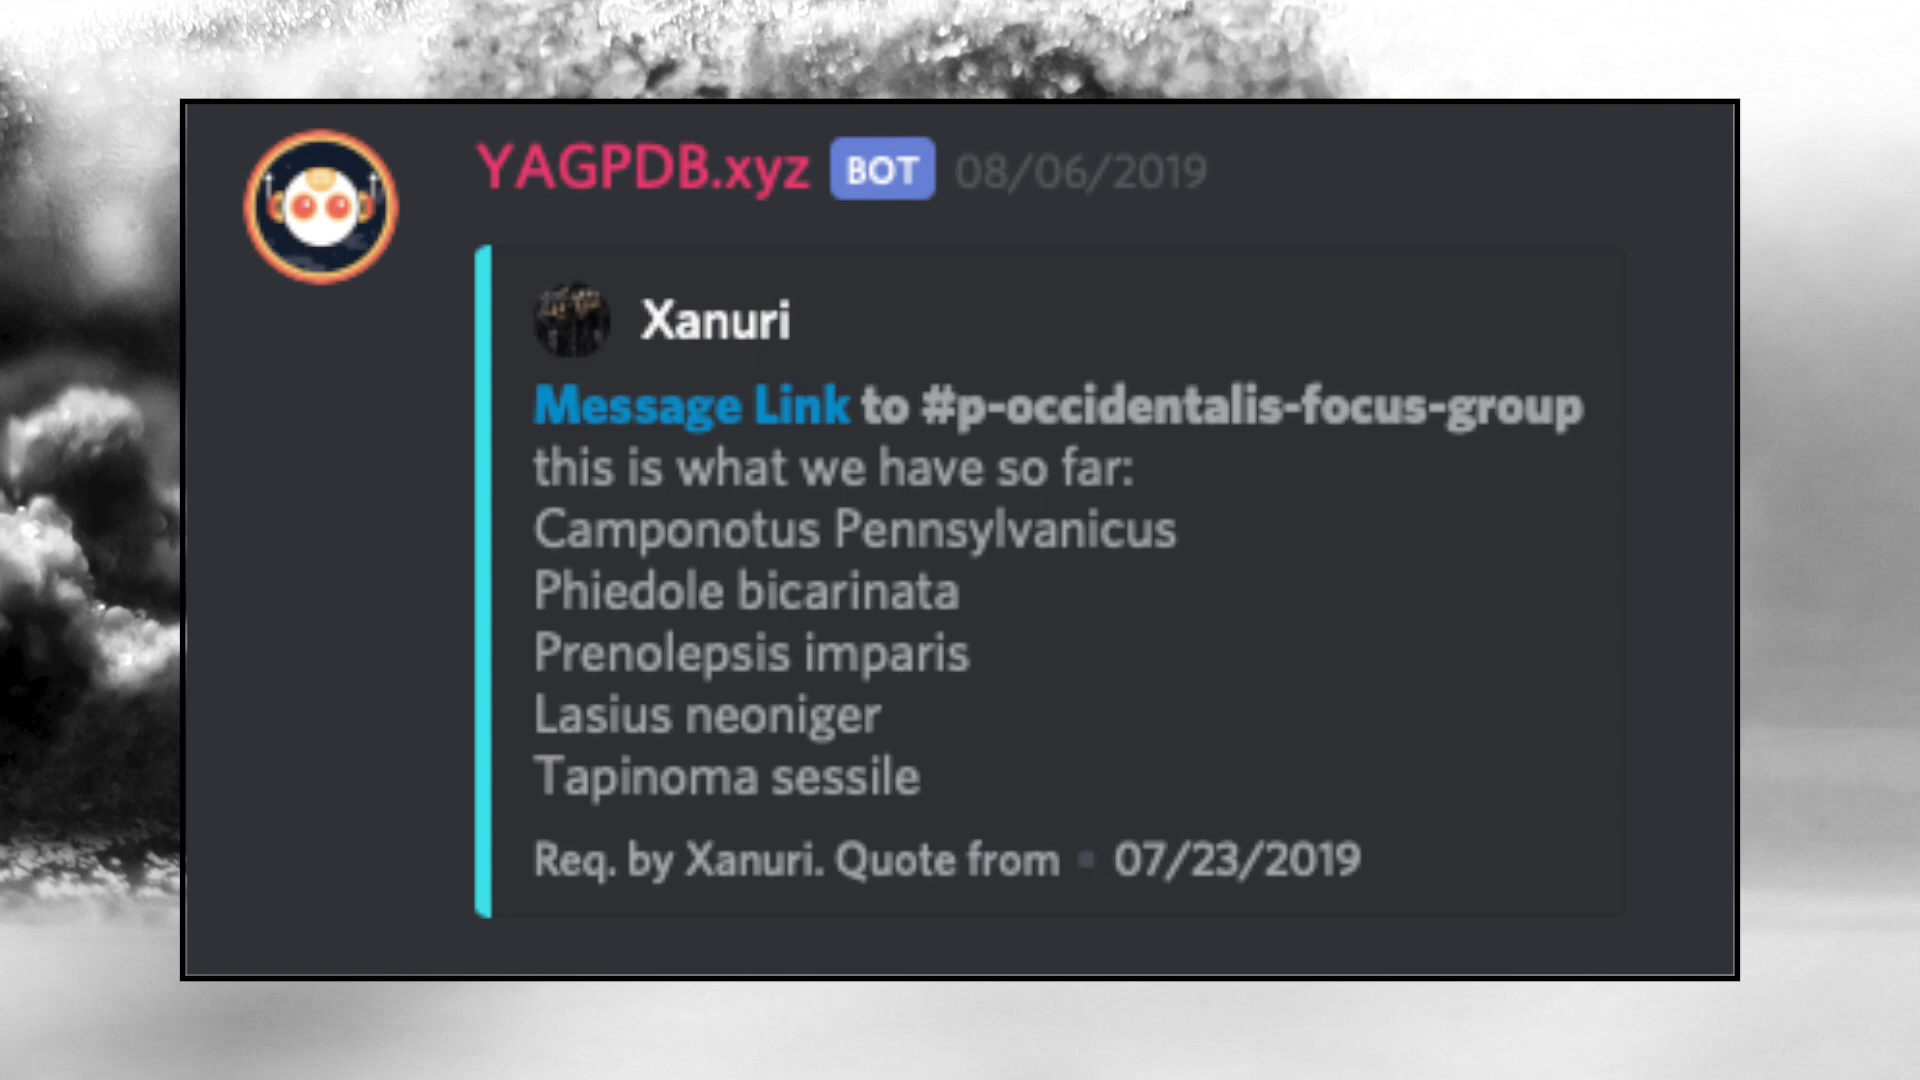 YAGPDB.xyz BOT 08/06/2019
Xanuri
Message Link to #p-occidentalis-focus-group
this is what we have so far:
Camponotus Pennsylvanicus
Phiedole bicarinata
Prenolepsis imparis
Lasius neoniger
Tapinoma sessile
Req. by Xanuri. Quote from • 07/23/2019